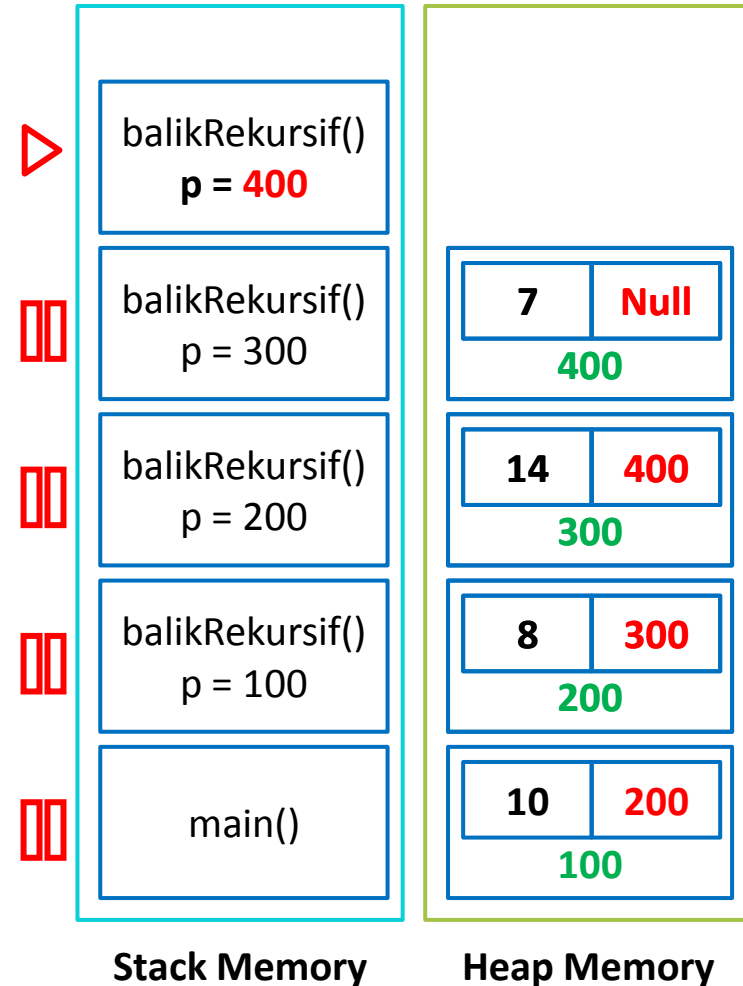 balikRekursif()
p = 400
balikRekursif()
p = 300
balikRekursif()
p = 200
balikRekursif()
p = 100
main()
Stack Memory
7 Null
400
14 400
300
8 300
200
10 200
100
Heap Memory